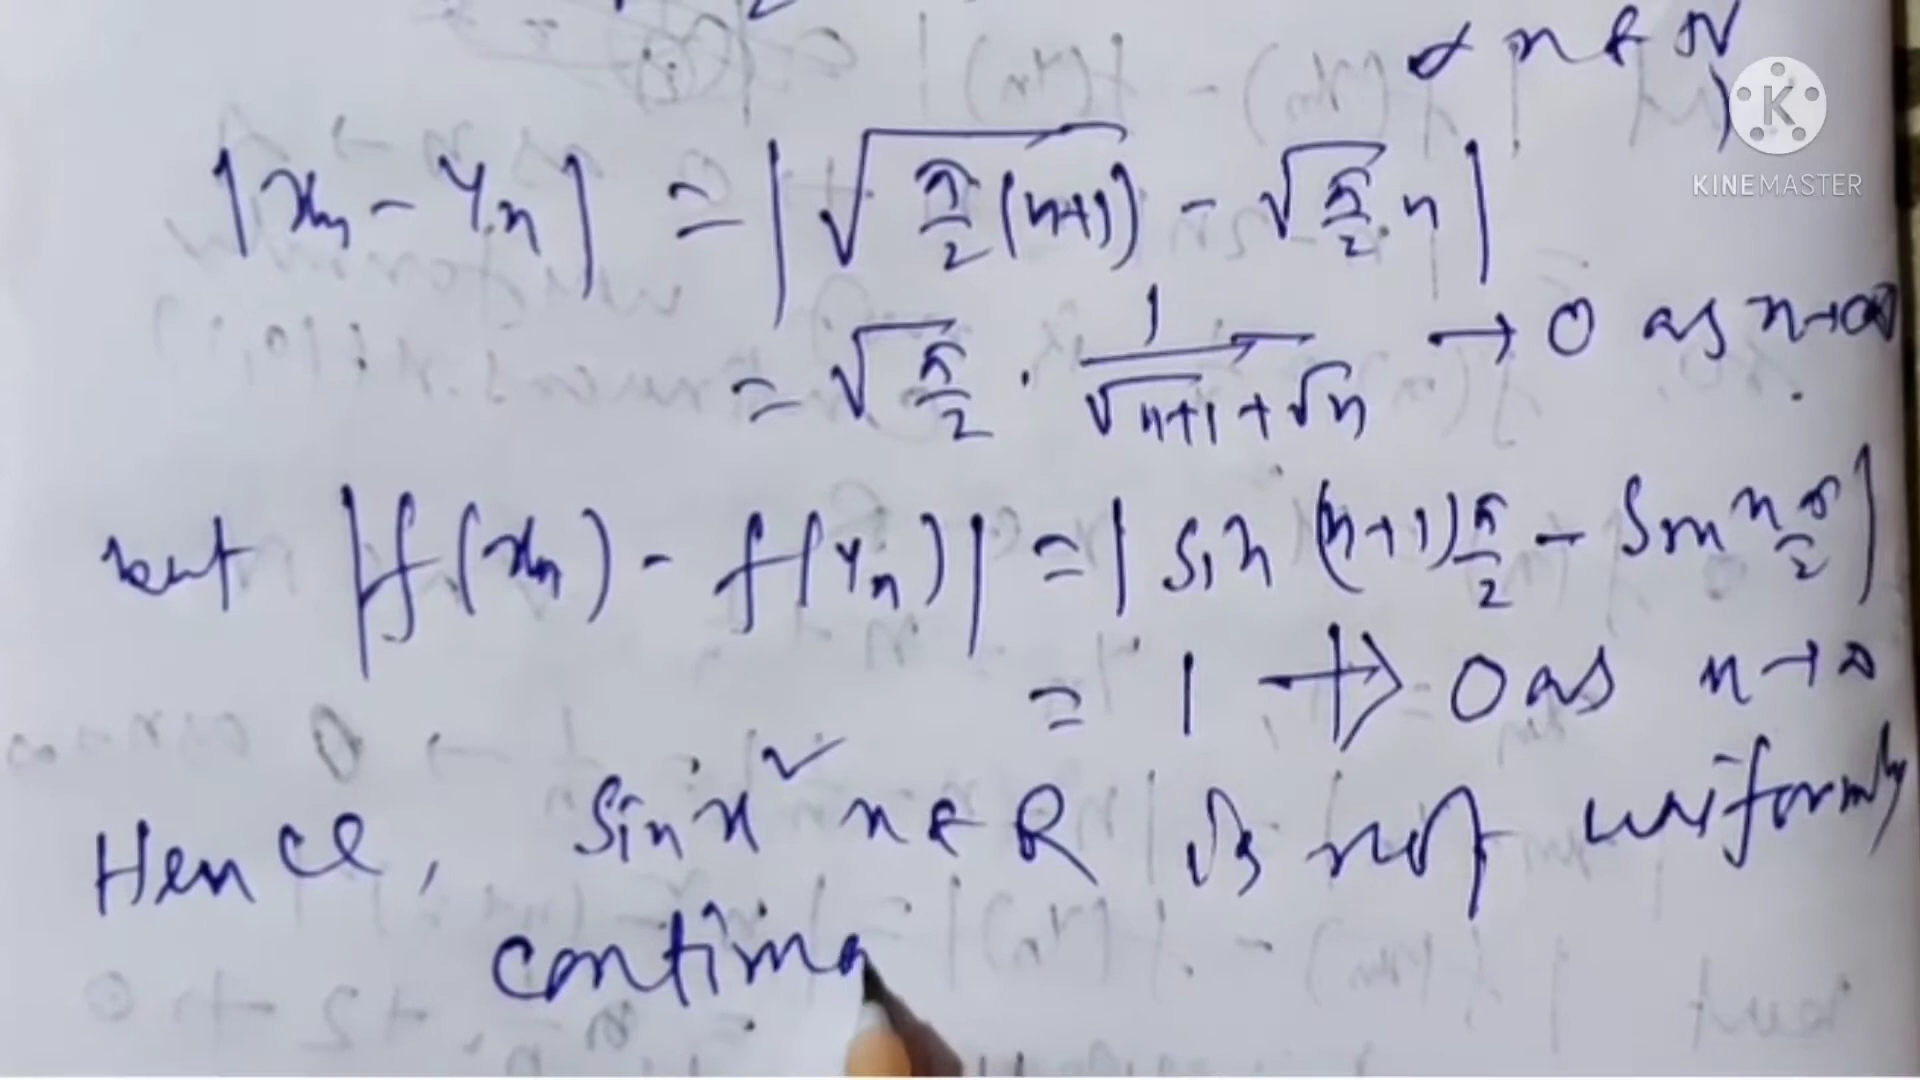 ∀ n ∈ N
KINEMASTER
|xₙ - yₙ| = |√(π/2 (n+1)) - √(π/2 · n)|
= √(π/2) · 1/(√(n+1) + √n) → 0 as n→∞
but |f(xₙ) - f(yₙ)| = |Sin (n+1)π/2 - Sin nπ/2|
= 1 ↛ 0 as n→∞
Hence, Sin x² x ∈ R is not uniformly
continu